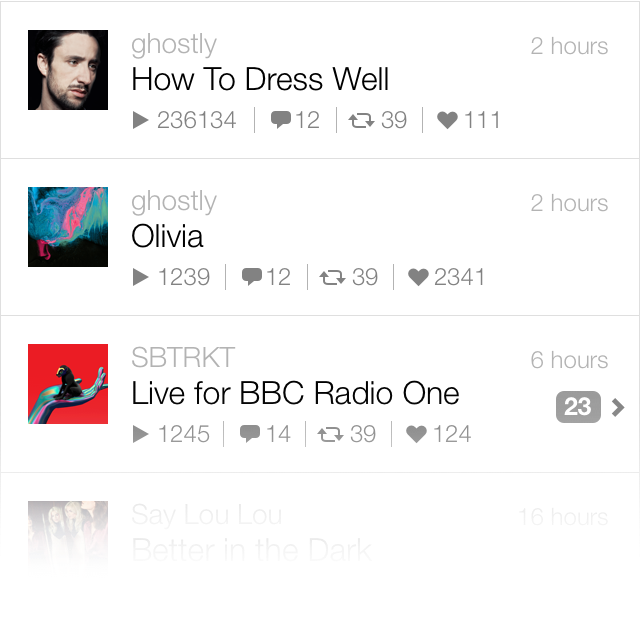 ghostly
2 hours
How To Dress Well
236134 12 39 111
ghostly
2 hours
Olivia
1239 12 39 2341
SBTRKT
6 hours
Live for BBC Radio One
23
1245 14 39 124
Say Lou Lou
16 hours
Better in the Dark